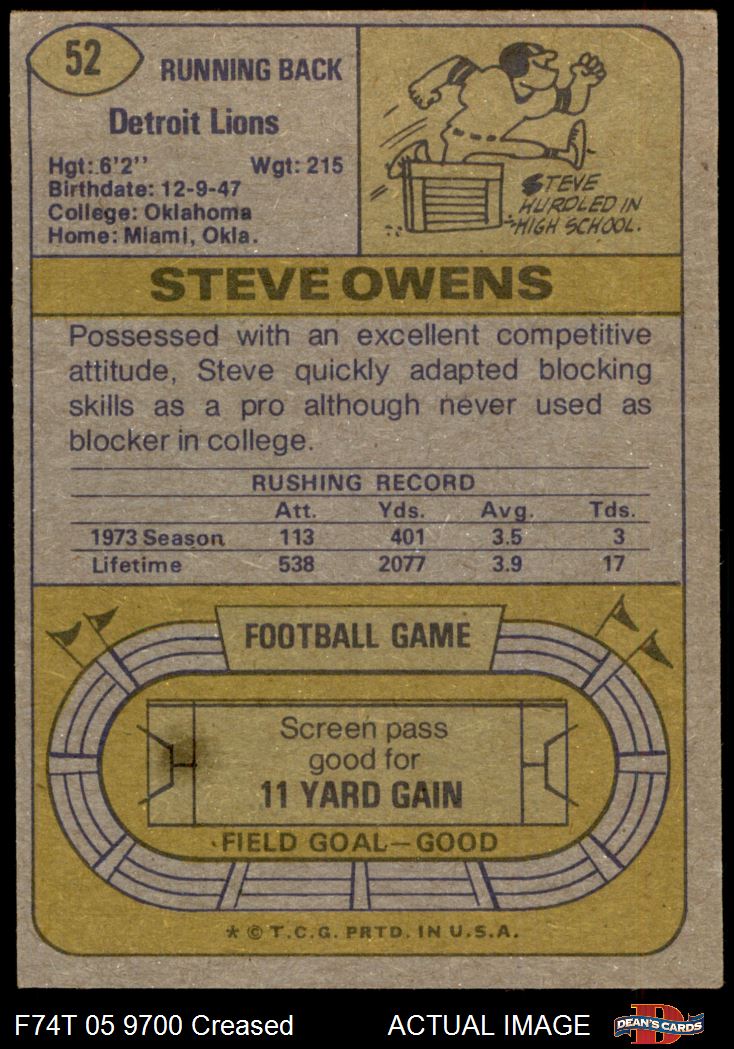 52
RUNNING BACK
Detroit Lions
Hgt: 6'2'' Wgt: 215
Birthdate: 12-9-47
College: Oklahoma
Home: Miami, Okla.
STEVE
HURDLED IN
HIGH SCHOOL.
STEVE OWENS
Possessed with an excellent competitive
attitude, Steve quickly adapted blocking
skills as a pro although never used as
blocker in college.
RUSHING RECORD
Att. Yds. Avg. Tds.
1973 Season 113 401 3.5 3
Lifetime 538 2077 3.9 17
FOOTBALL GAME
Screen pass
good for
11 YARD GAIN
FIELD GOAL—GOOD
* © T.C.G. PRTD. IN U.S.A.
F74T 05 9700 Creased ACTUAL IMAGE
D
DEAN'S CARDS